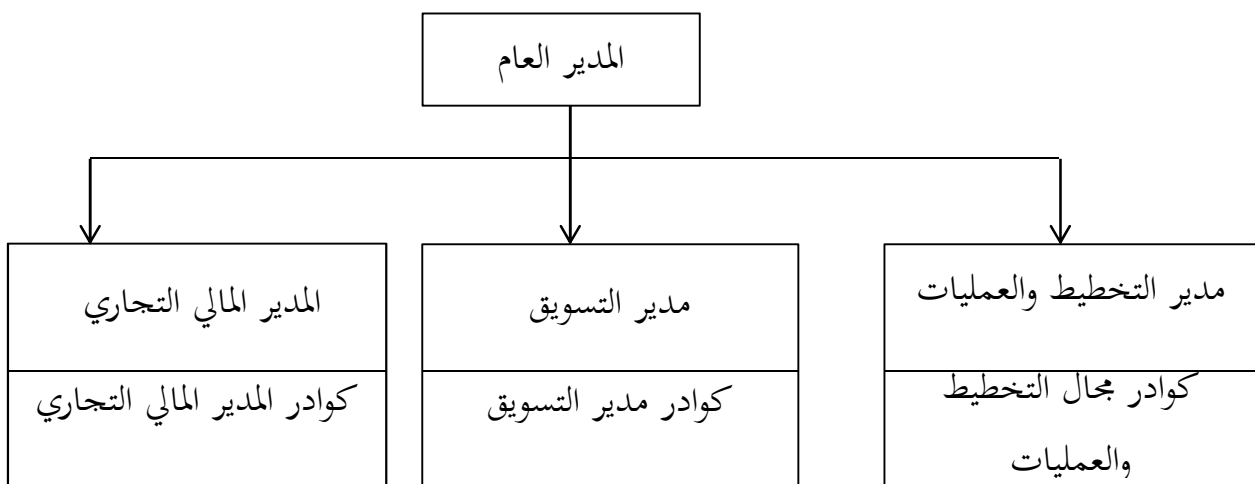 المدير العام
مدير التخطيط والعمليات
مدير التسويق
المدير المالي التجاري
كوادر مجال التخطيط
والعمليات
كوادر مدير التسويق
كوادر المدير المالي التجاري